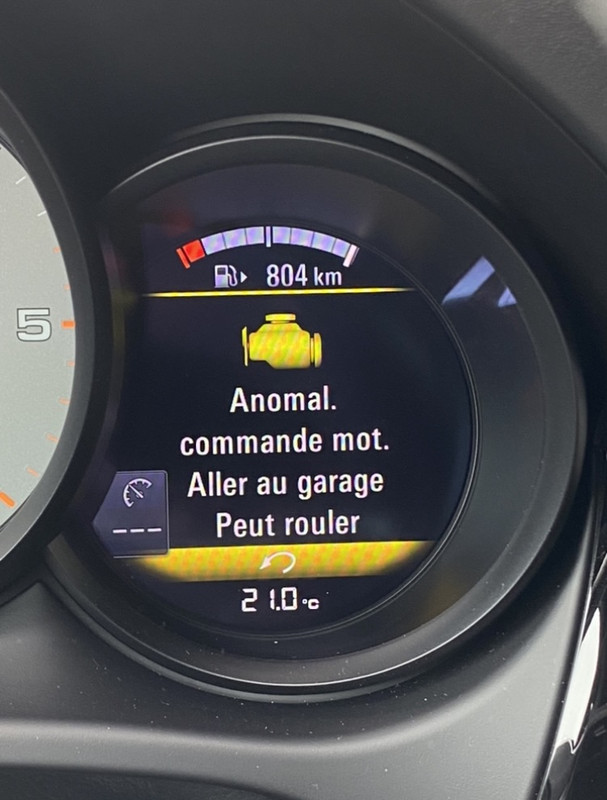 804 km
5
Anomal.
commande mot.
Aller au garage
Peut rouler
---
21.0 °C